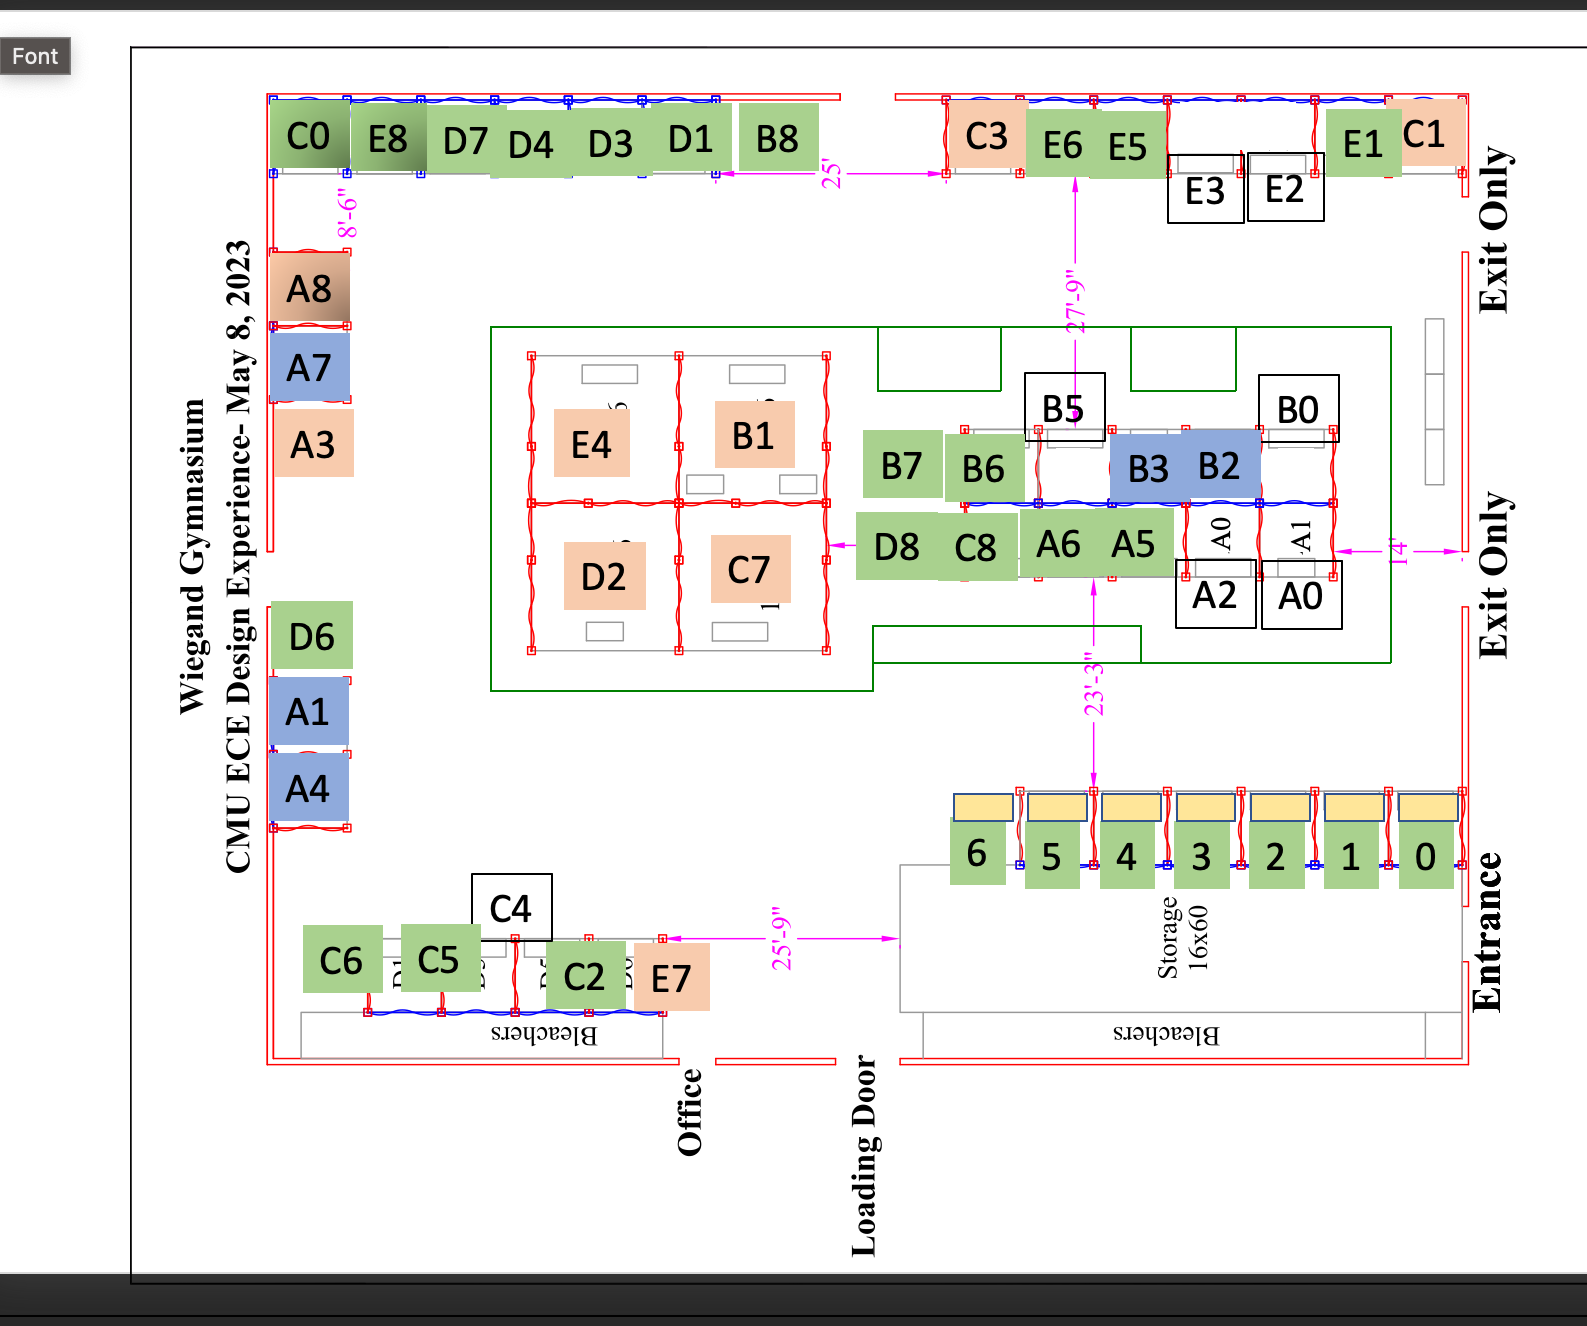 Font
C0
E8
D7
D4
D3
D1
B8
C3
E6
E5
E3
E2
E1
C1
25'
8'-6"
27'-9"
Exit Only
A8
A7
A3
Wiegand Gymnasium
CMU ECE Design Experience- May 8, 2023
E4
B1
D2
C7
B5
B0
B7
B6
B3
B2
D8
C8
A6
A5
A0
A1
A2
A0
14'
Exit Only
23'-3"
D6
A1
A4
6
5
4
3
2
1
0
Storage
16x60
Entrance
C4
C6
C5
C2
E7
25'-9"
Bleachers
Bleachers
Office
Loading Door